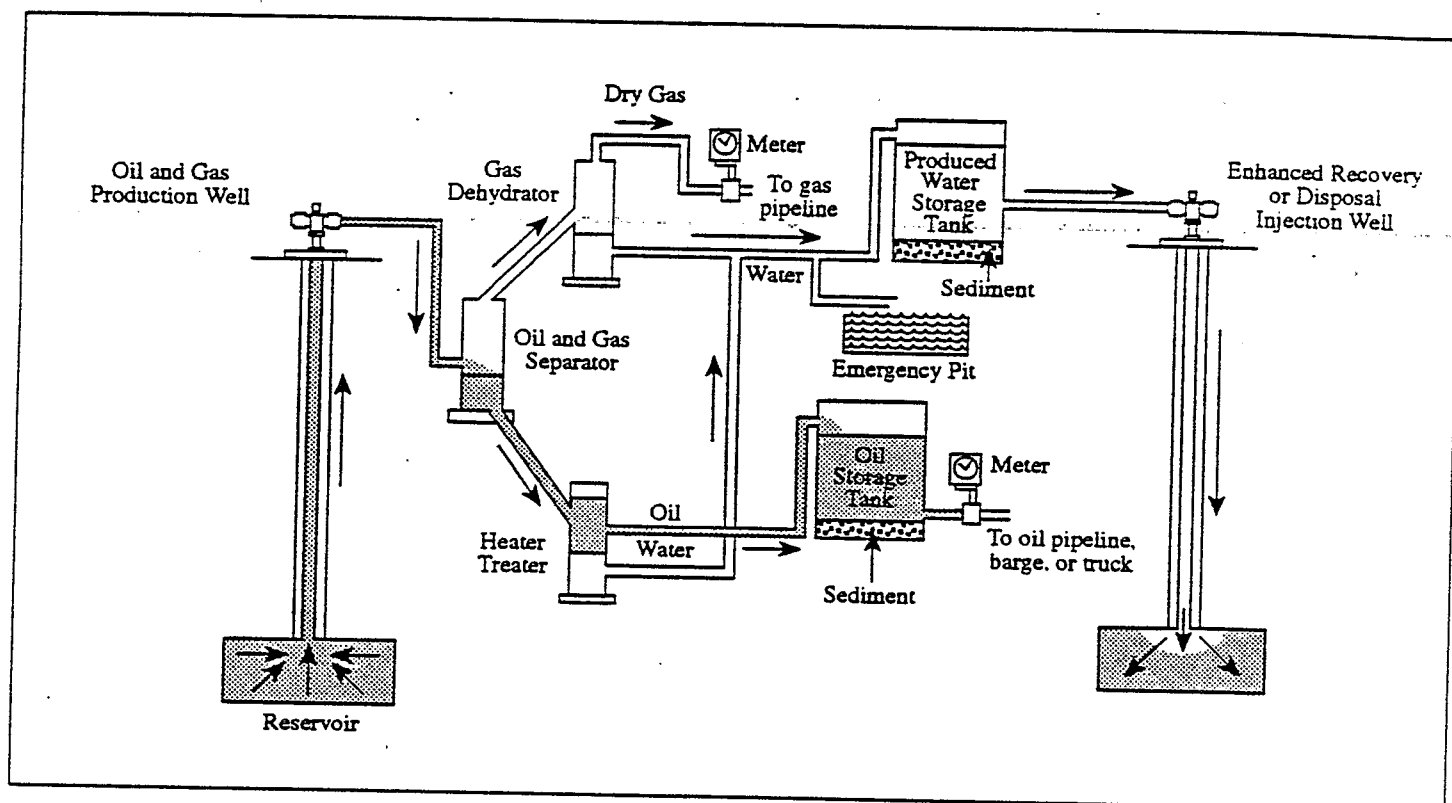 Dry Gas
Meter
Oil and Gas
Production Well
Gas
Dehydrator
To gas
pipeline
Produced
Water
Storage
Tank
Enhanced Recovery
or Disposal
Injection Well
Water
Sediment
Oil and Gas
Separator
Emergency Pit
Oil
Storage
Tank
Meter
Oil
Water
Heater
Treater
To oil pipeline,
barge, or truck
Sediment
Reservoir